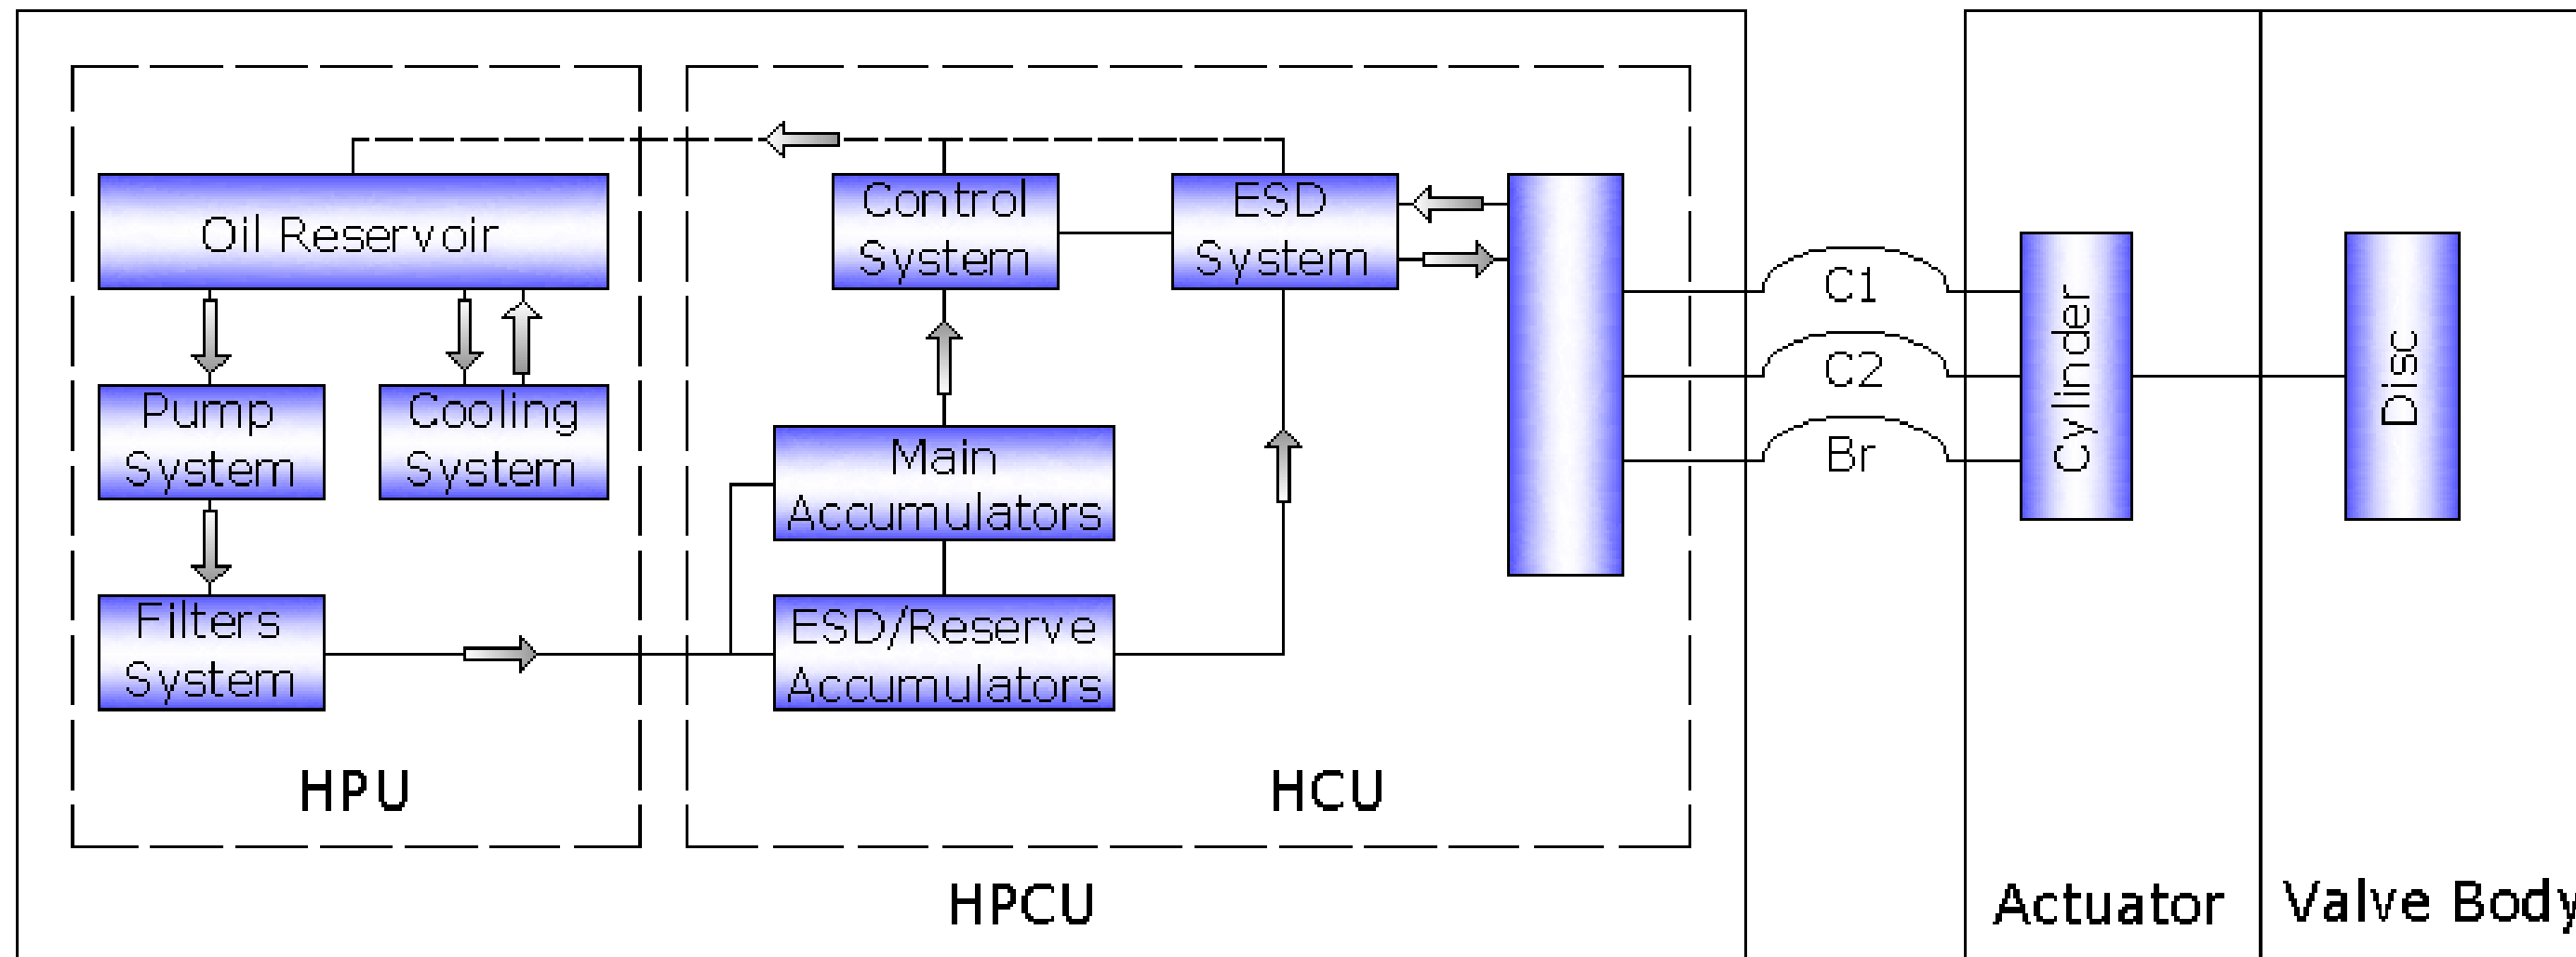 Oil Reservoir
Pump
System
Cooling
System
Filters
System
HPU
Control
System
ESD
System
Main
Accumulators
ESD/Reserve
Accumulators
HCU
HPCU
C1
C2
Br
Cylinder
Actuator
Disc
Valve Body